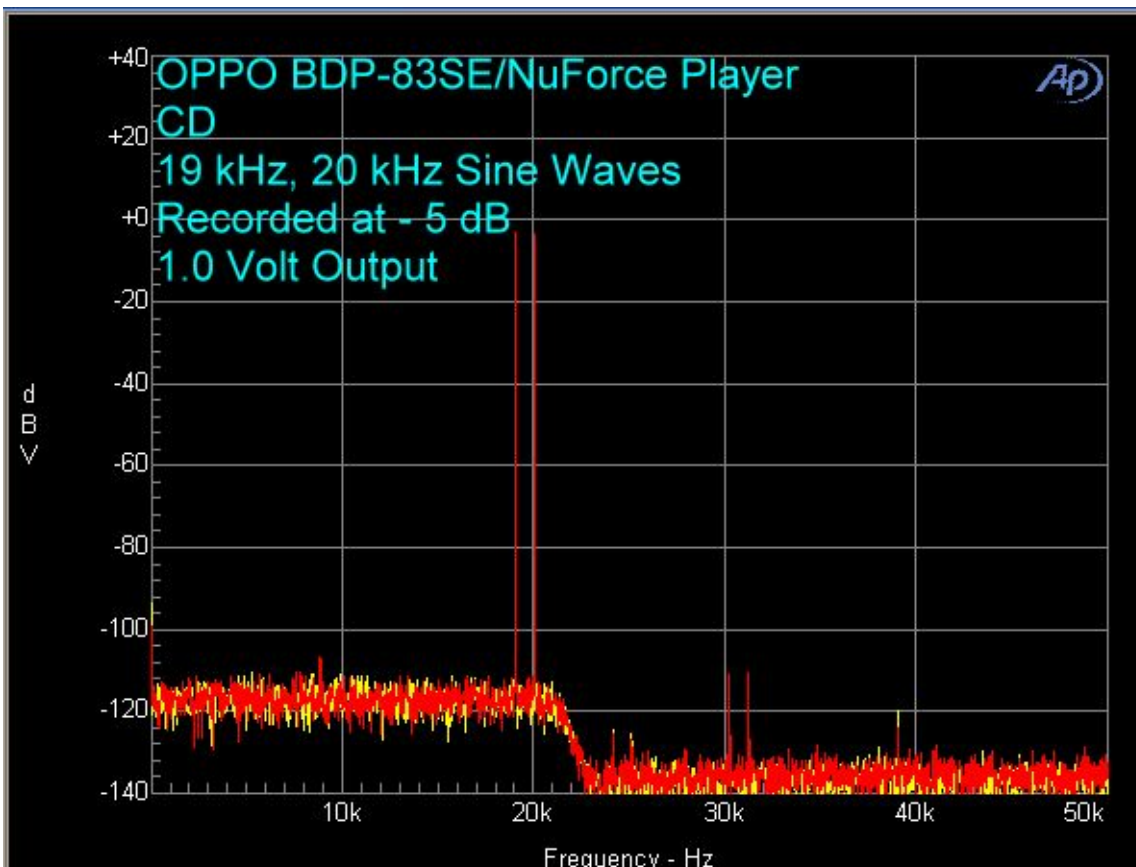 +40
OPPO BDP-83SE/NuForce Player
Ap
CD
+20
19 kHz, 20 kHz Sine Waves
+0
Recorded at - 5 dB
1.0 Volt Output
-20
-40
d
B
V
-60
-80
-100
-120
-140
10k 20k 30k 40k 50k
Frequency - Hz